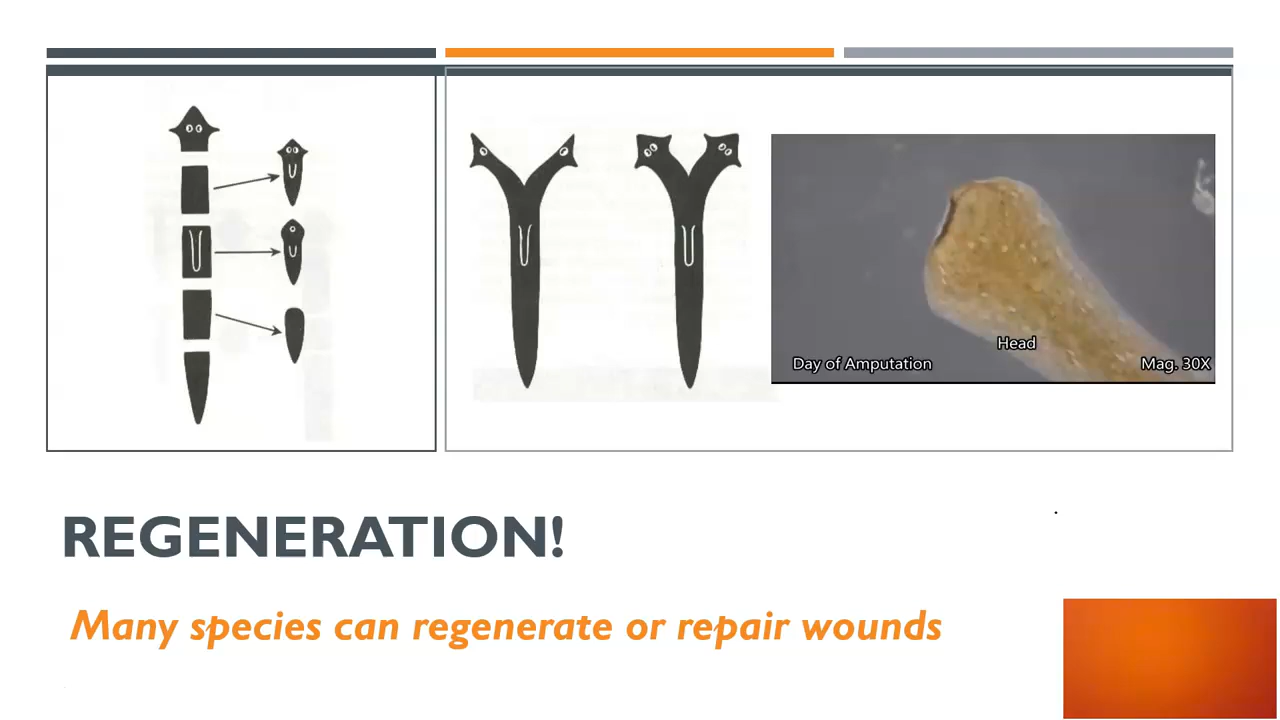 Day of Amputation
Head
Mag. 30X
REGENERATION!
Many species can regenerate or repair wounds